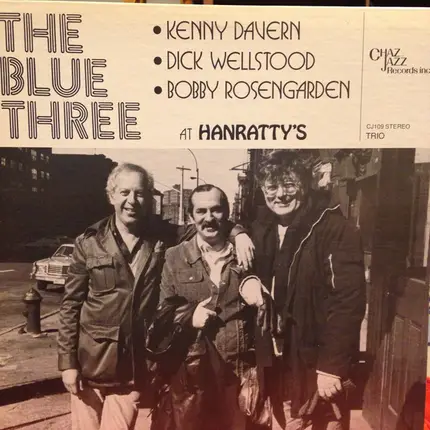 THE
BLUE
THREE
• KENNY DAVERN
• DICK WELLSTOOD
• BOBBY ROSENGARDEN
AT HANRATTY'S
CHAZ
JAZZ
Records inc.
CJ109 STEREO
TRIO